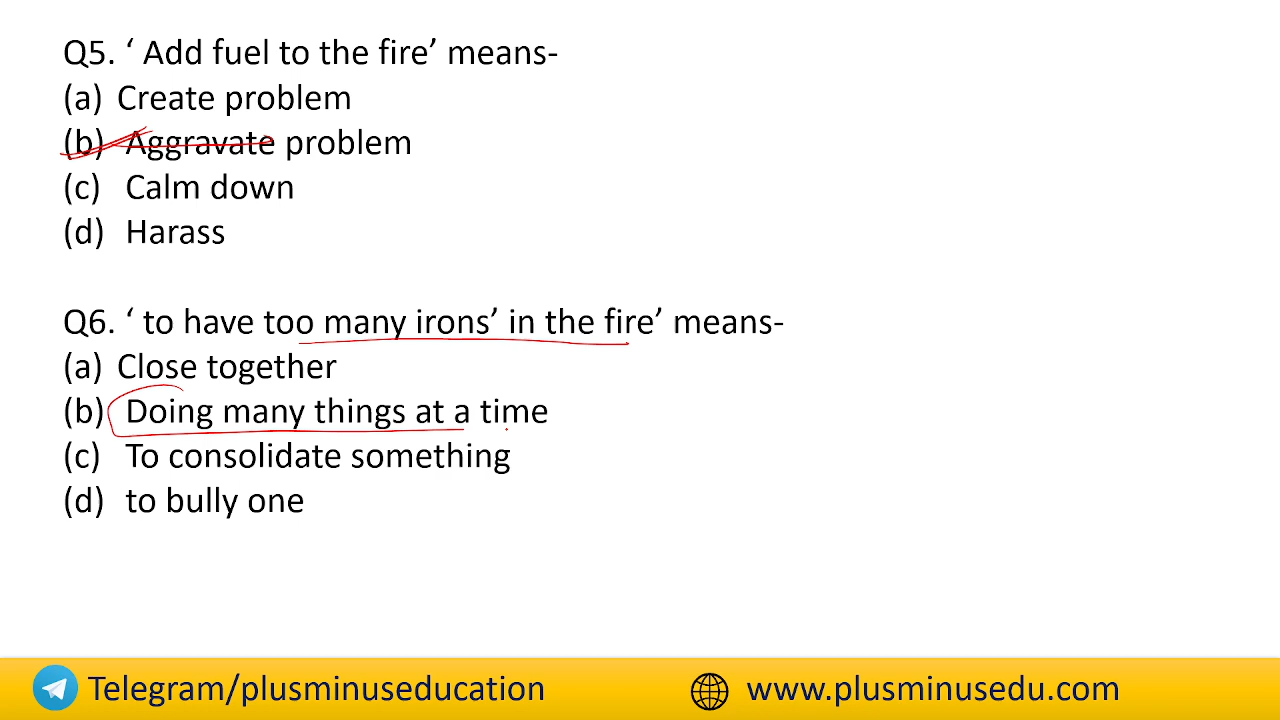 Q5. ‘ Add fuel to the fire’ means-
(a) Create problem
(b) Aggravate problem
(c) Calm down
(d) Harass
Q6. ‘ to have too many irons’ in the fire’ means-
(a) Close together
(b) Doing many things at a time
(c) To consolidate something
(d) to bully one
Telegram/plusminuseducation www.plusminusedu.com